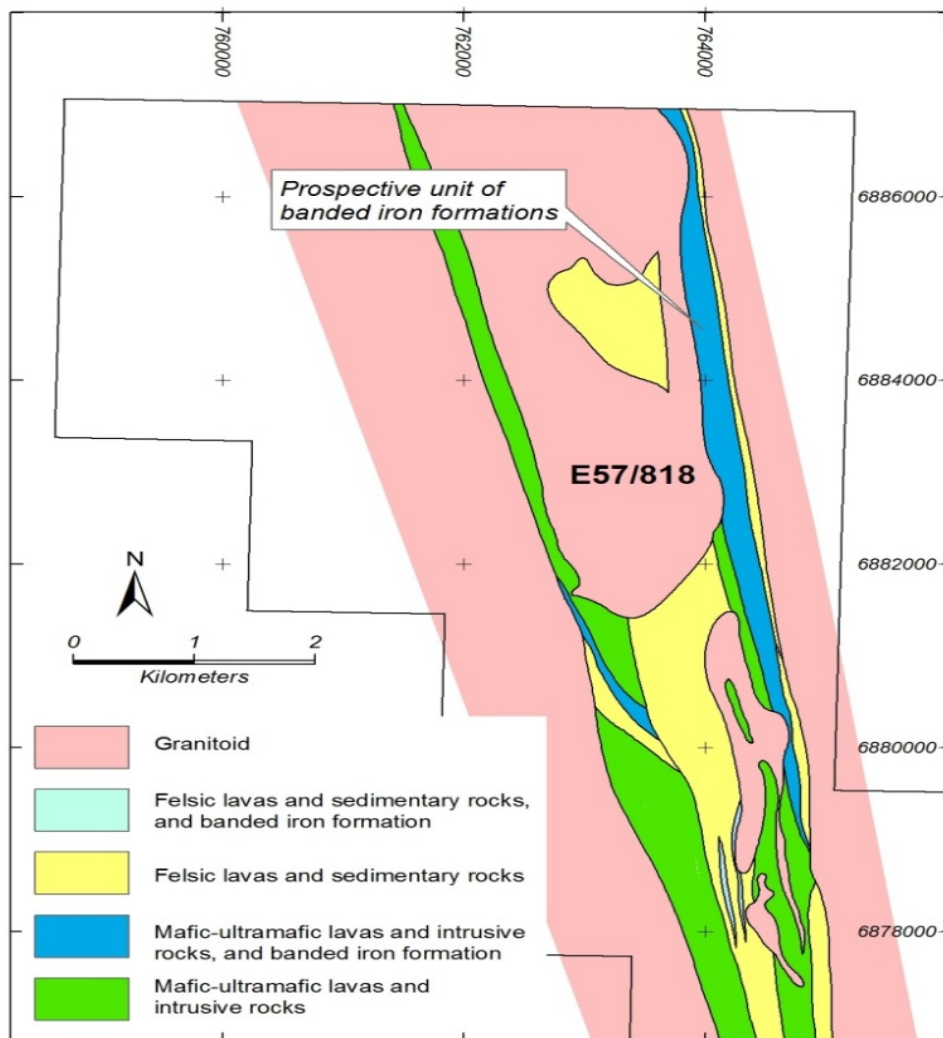 760000
762000
764000
Prospective unit of
banded iron formations
6886000
6884000
E57/818
6882000
N
0 1 2
Kilometers
6880000
Granitoid
Felsic lavas and sedimentary rocks,
and banded iron formation
Felsic lavas and sedimentary rocks
6878000
Mafic-ultramafic lavas and intrusive
rocks, and banded iron formation
Mafic-ultramafic lavas and
intrusive rocks